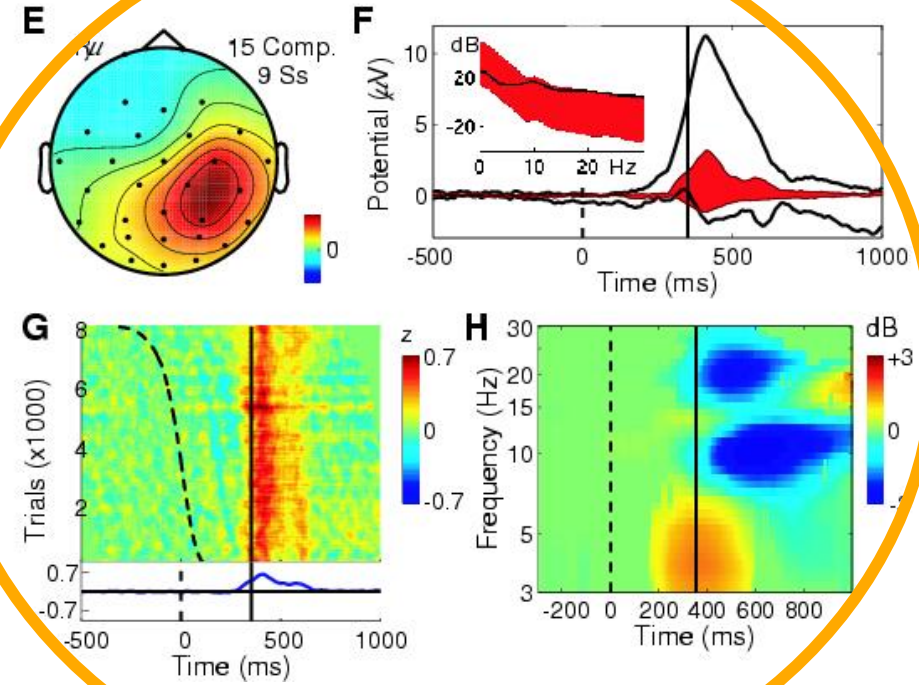 E
μ
15 Comp.
9 Ss
0
F
Potential (μV)
10
5
0
dB
20
-20
0
10
20
Hz
-500
0
500
1000
Time (ms)
G
Trials (x1000)
8
6
4
2
z
0.7
0
-0.7
0.7
-0.7
-500
0
500
1000
Time (ms)
H
Frequency (Hz)
30
20
15
10
5
3
dB
+3
0
-200
0
200
400
600
800
Time (ms)